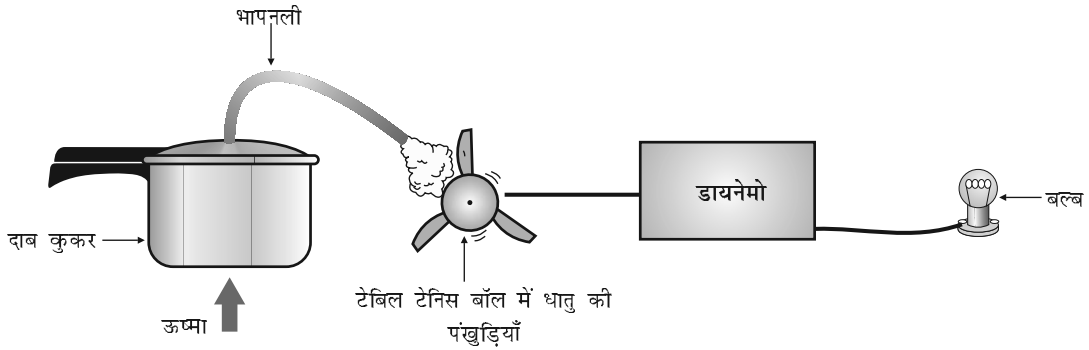 भापनली
डायनेमो
बल्ब
दाब कुकर
टेबिल टेनिस बॉल में धातु की
पंखुड़ियाँ
ऊष्मा